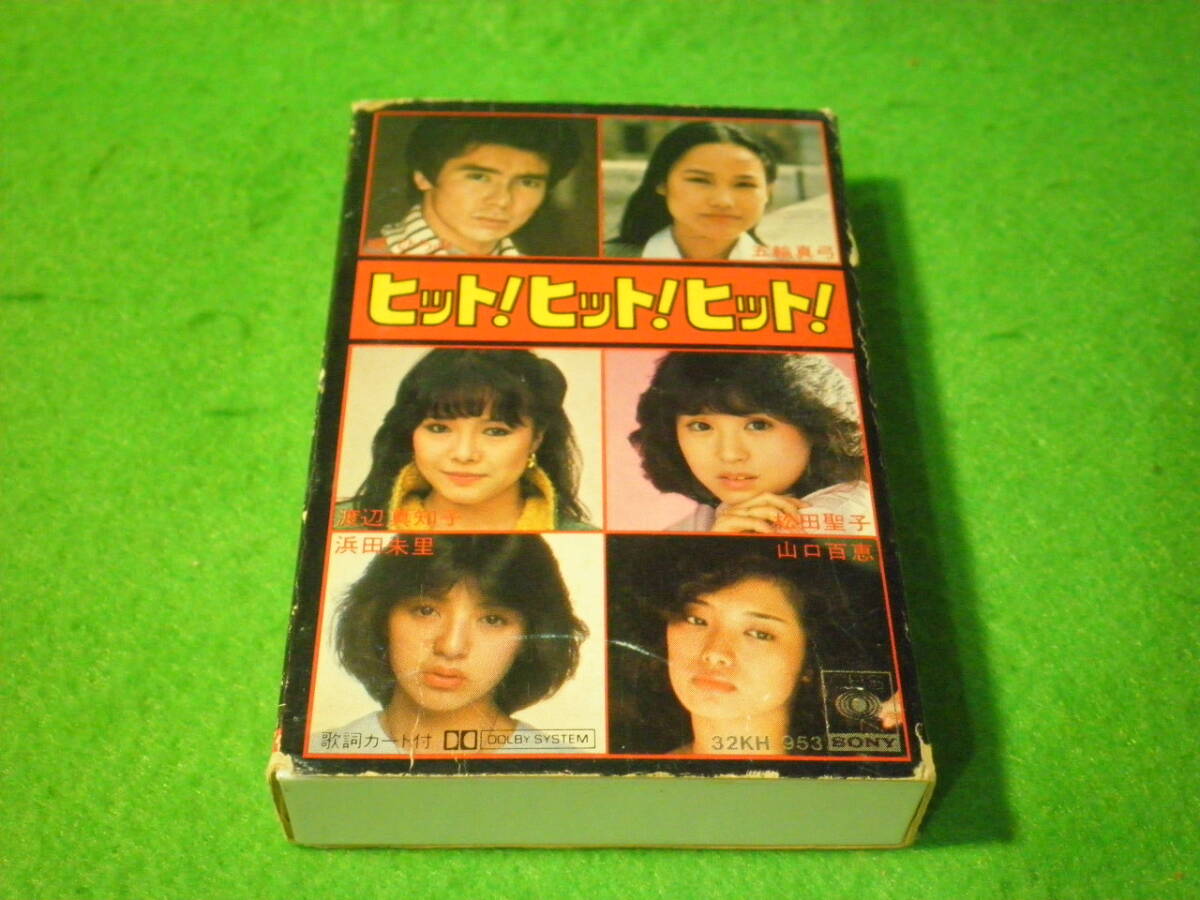 五輪真弓
ヒット!ヒット!ヒット!
渡辺真知子
松田聖子
浜田朱里
山口百恵
歌詞カード付
DOLBY SYSTEM
32KH 953
SONY